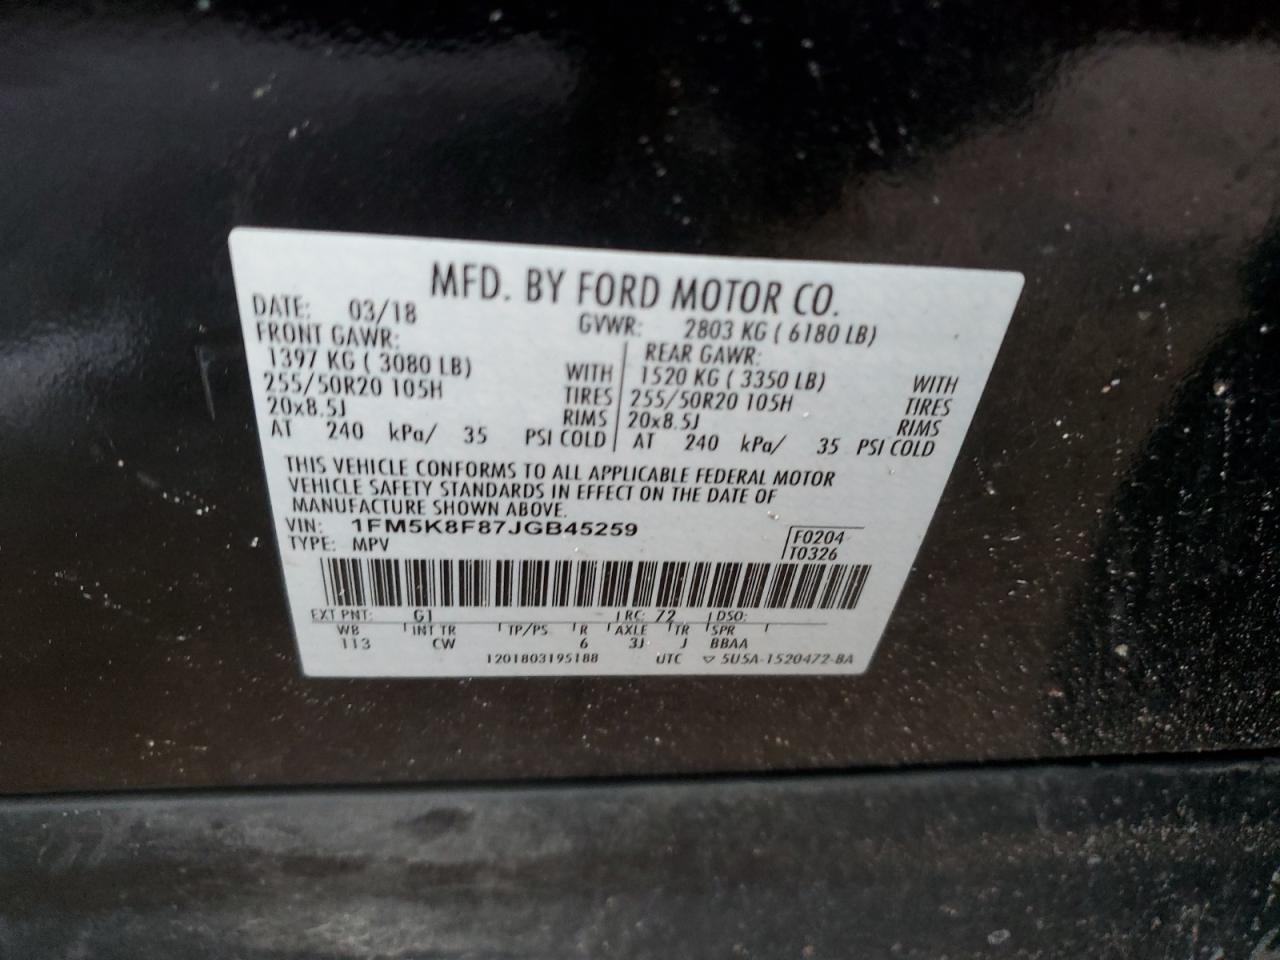 MFD. BY FORD MOTOR CO.
DATE: 03/18 GVWR: 2803 KG ( 6180 LB)
FRONT GAWR: REAR GAWR:
1397 KG ( 3080 LB) WITH 1520 KG ( 3350 LB) WITH
255/50R20 105H TIRES 255/50R20 105H TIRES
20x8.5J RIMS 20x8.5J RIMS
AT 240 kPa/ 35 PSI COLD AT 240 kPa/ 35 PSI COLD
THIS VEHICLE CONFORMS TO ALL APPLICABLE FEDERAL MOTOR
VEHICLE SAFETY STANDARDS IN EFFECT ON THE DATE OF
MANUFACTURE SHOWN ABOVE.
VIN: 1FM5K8F87JGB45259 F0204
TYPE: MPV T0326
EXT PNT: G1 RC: 72 DSO:
WB INT TR TP/PS R AXLE TR SPR
113 CW 6 3J J BBAA
1201803195188 UTC ▽ 5U5A-1520472-BA